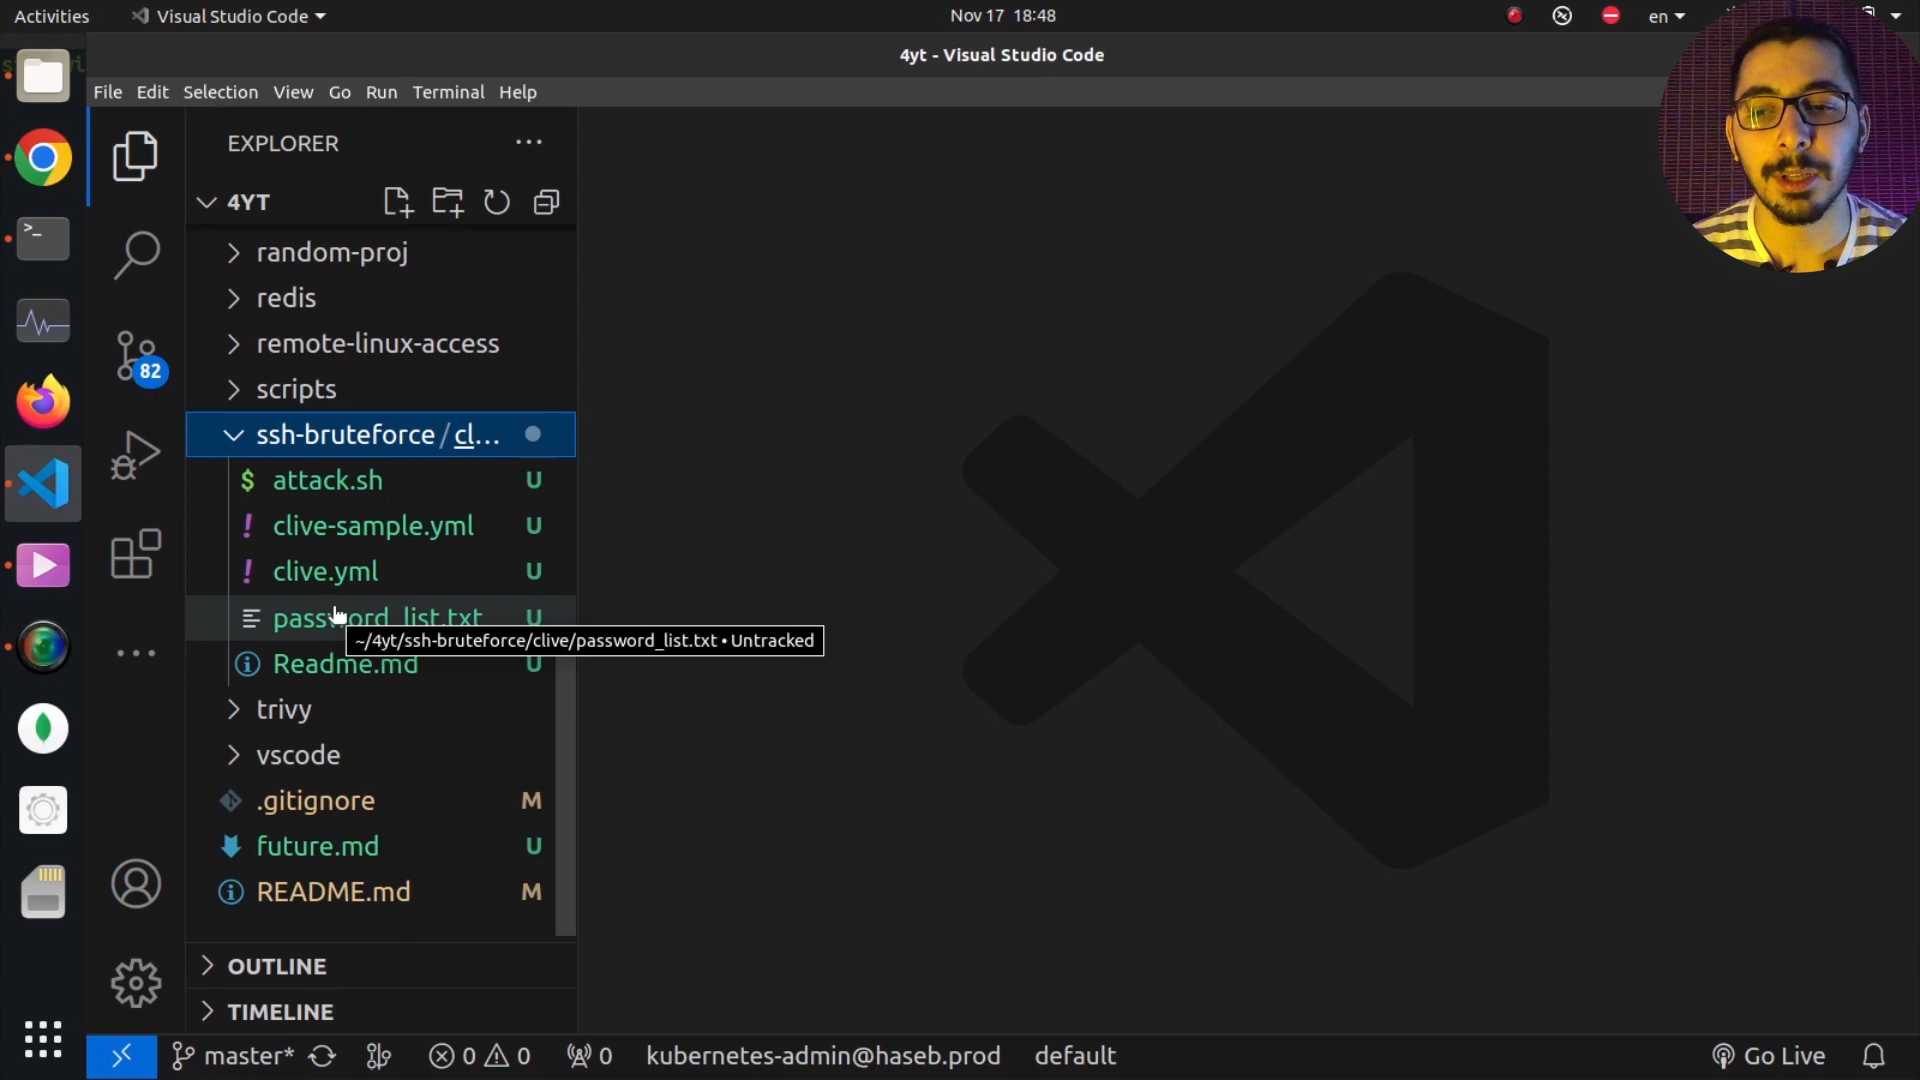 Activities
Visual Studio Code
Nov 17 18:48
en
4yt - Visual Studio Code
File Edit Selection View Go Run Terminal Help
EXPLORER
4YT
random-proj
redis
remote-linux-access
scripts
ssh-bruteforce / cl...
attack.sh U
clive-sample.yml U
clive.yml U
password_list.txt U
~/4yt/ssh-bruteforce/clive/password_list.txt • Untracked
Readme.md U
trivy
vscode
.gitignore M
future.md U
README.md M
82
OUTLINE
TIMELINE
master* 0 0 0 kubernetes-admin@haseb.prod default Go Live